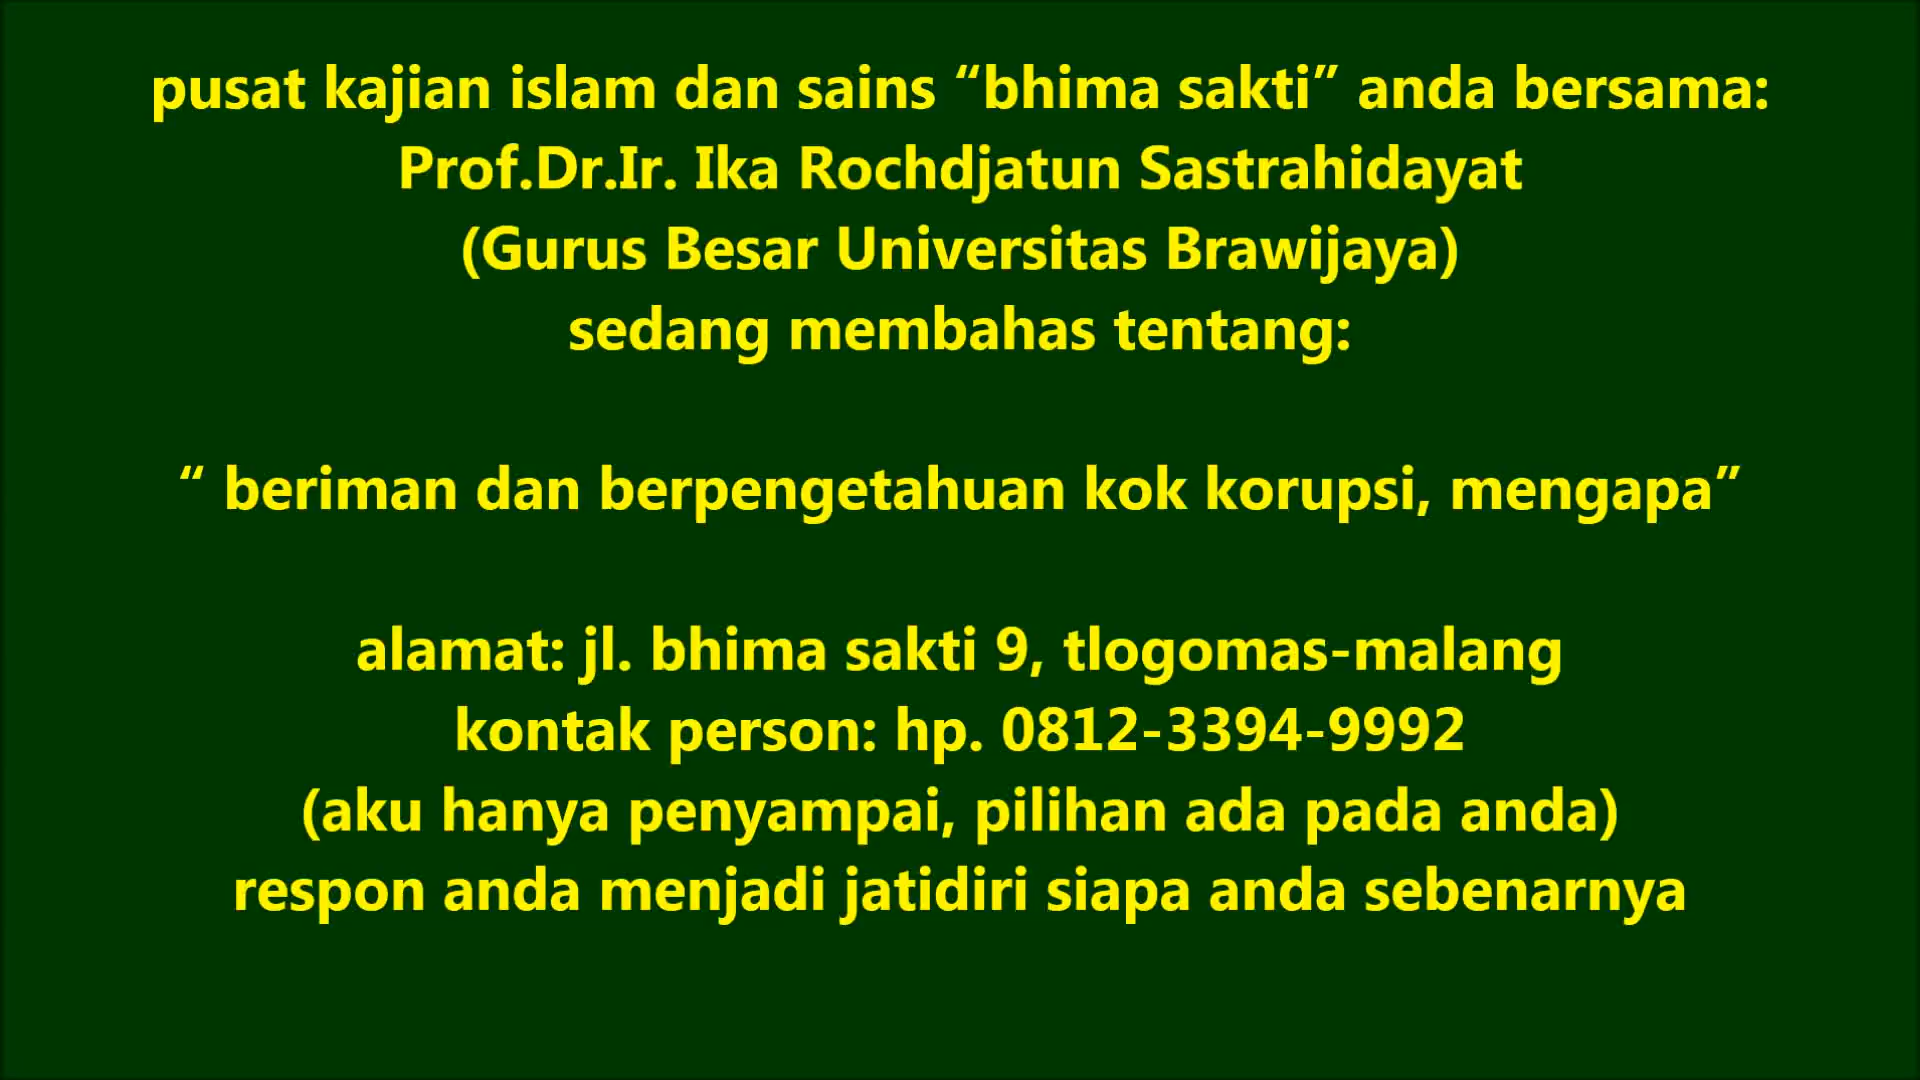 pusat kajian islam dan sains “bhima sakti” anda bersama:
Prof.Dr.Ir. Ika Rochdjatun Sastrahidayat
(Gurus Besar Universitas Brawijaya)
sedang membahas tentang:
“ beriman dan berpengetahuan kok korupsi, mengapa”
alamat: jl. bhima sakti 9, tlogomas-malang
kontak person: hp. 0812-3394-9992
(aku hanya penyampai, pilihan ada pada anda)
respon anda menjadi jatidiri siapa anda sebenarnya